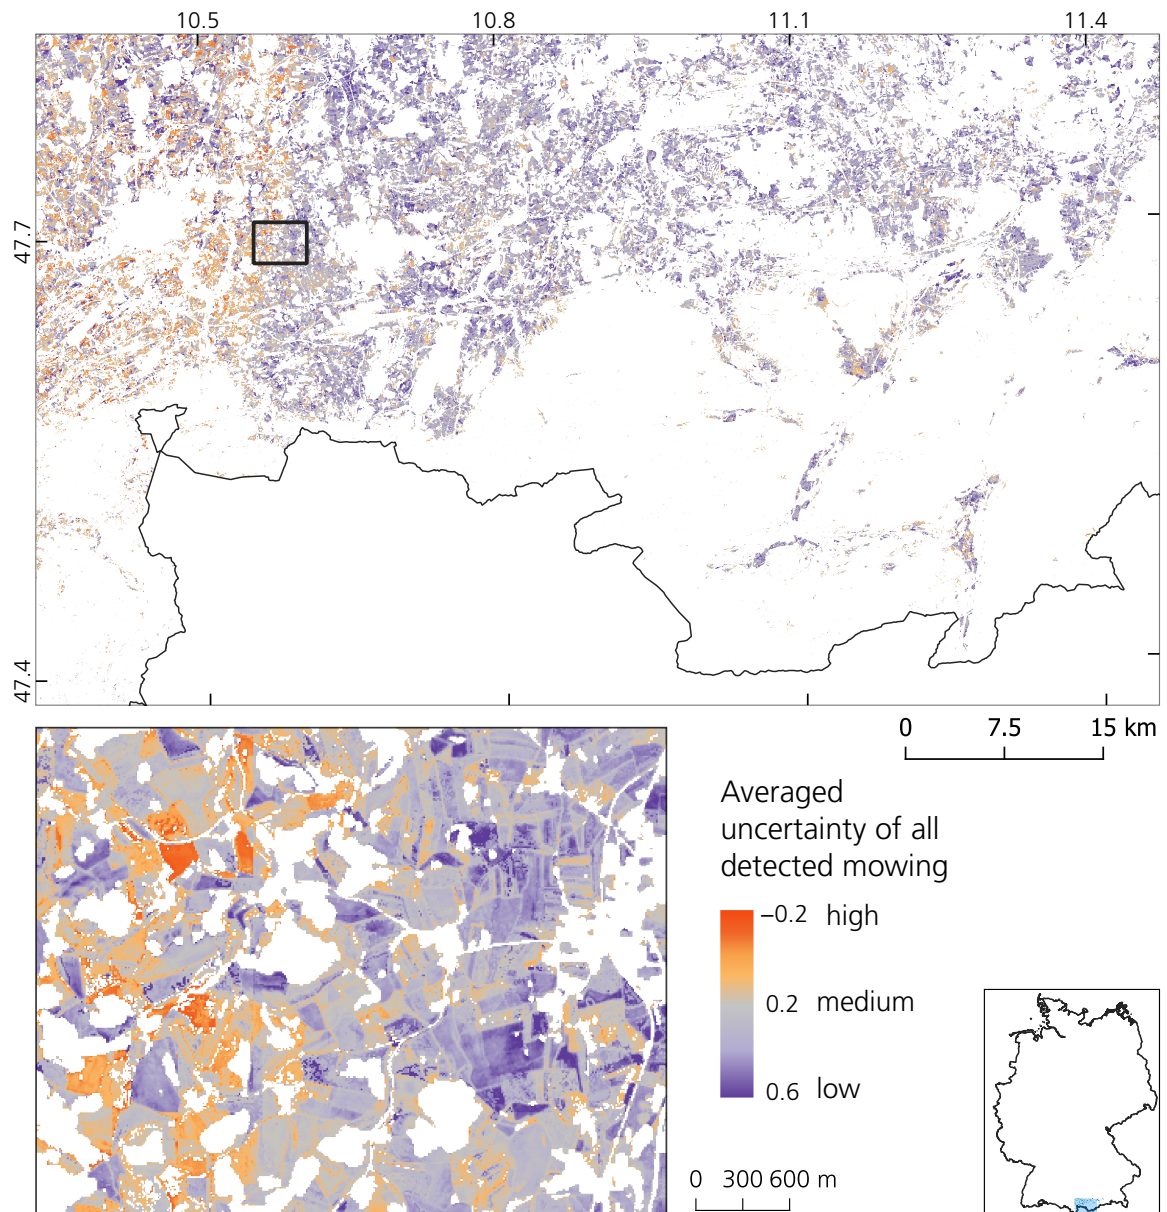 10.5 10.8 11.1 11.4
47.7
47.4
0 7.5 15 km
Averaged
uncertainty of all
detected mowing
−0.2 high
0.2 medium
0.6 low
0 300 600 m